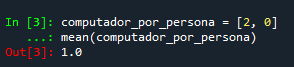 In [3]: computador_por_persona = [2, 0]
...: mean(computador_por_persona)
Out[3]: 1.0